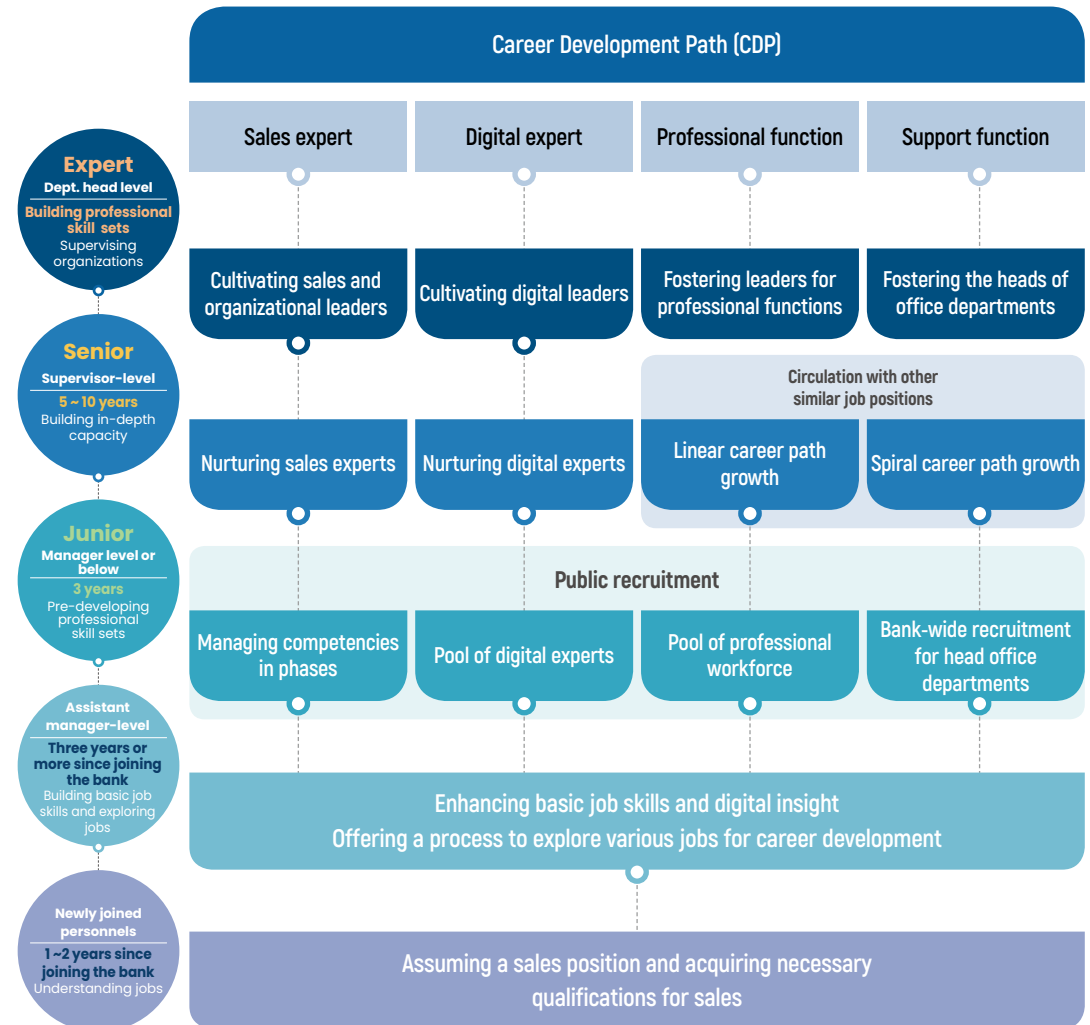 Career Development Path (CDP)
Sales expert
Digital expert
Professional function
Support function
Expert
Dept. head level
Building professional
skill sets
Supervising
organizations
Cultivating sales and
organizational leaders
Cultivating digital leaders
Fostering leaders for
professional functions
Fostering the heads of
office departments
Senior
Supervisor-level
5 ~ 10 years
Building in-depth
capacity
Circulation with other
similar job positions
Nurturing sales experts
Nurturing digital experts
Linear career path
growth
Spiral career path growth
Junior
Manager level or
below
3 years
Pre-developing
professional
skill sets
Public recruitment
Managing competencies
in phases
Pool of digital experts
Pool of professional
workforce
Bank-wide recruitment
for head office
departments
Assistant
manager-level
Three years or
more since joining
the bank
Building basic job
skills and exploring
jobs
Enhancing basic job skills and digital insight
Offering a process to explore various jobs for career development
Newly joined
personnels
1 ~2 years since
joining the bank
Understanding jobs
Assuming a sales position and acquiring necessary
qualifications for sales